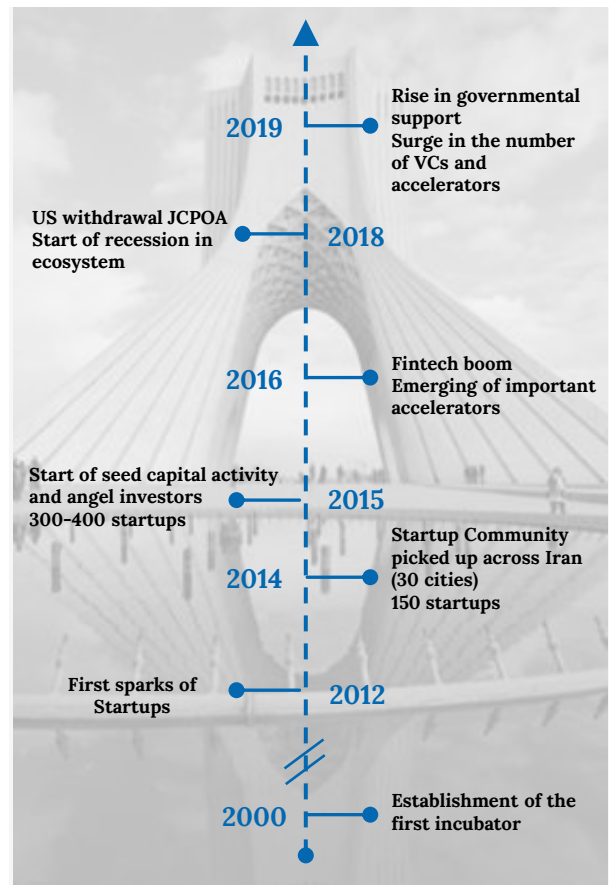 2019
Rise in governmental
support
Surge in the number
of VCs and
accelerators
US withdrawal JCPOA
Start of recession in
ecosystem
2018
2016
Fintech boom
Emerging of important
accelerators
Start of seed capital activity
and angel investors
300-400 startups
2015
2014
Startup Community
picked up across Iran
(30 cities)
150 startups
First sparks of
Startups
2012
2000
Establishment of the
first incubator